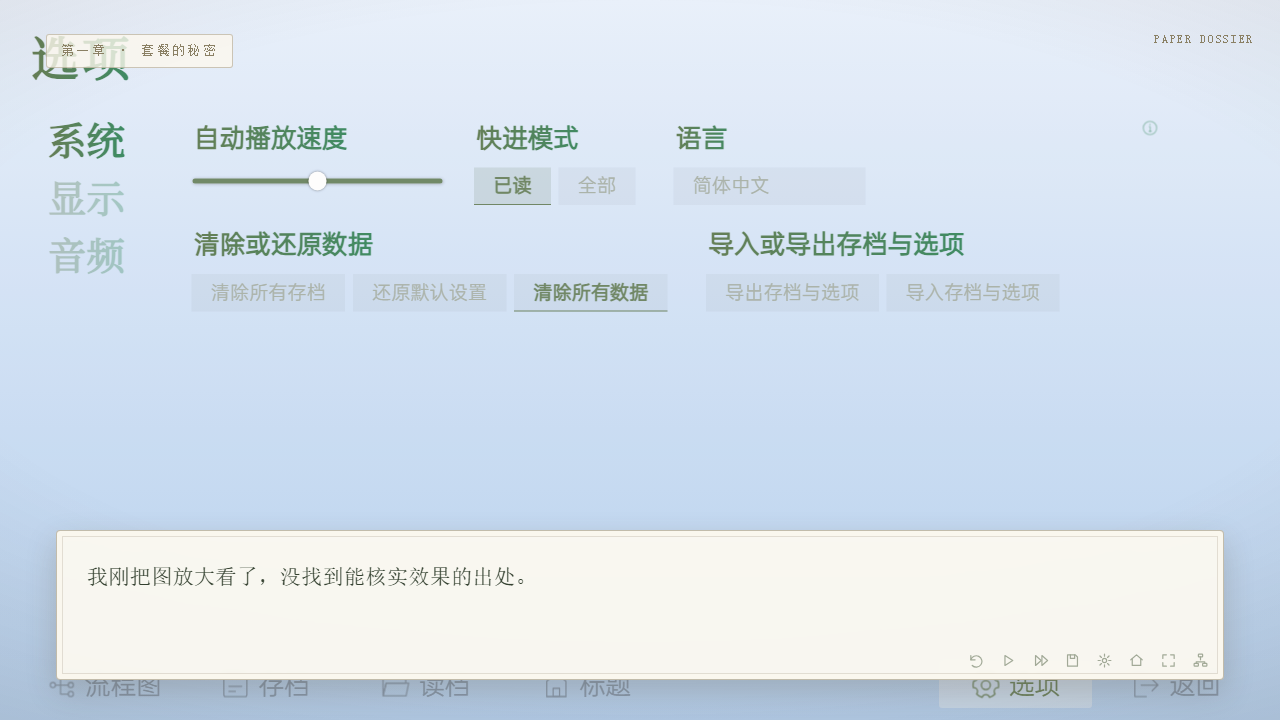 选项
第一章 · 套餐的秘密
PAPER DOSSIER
系统
显示
音频
自动播放速度
快进模式
语言
已读
全部
简体中文
清除或还原数据
导入或导出存档与选项
清除所有存档
还原默认设置
清除所有数据
导出存档与选项
导入存档与选项
我刚把图放大看了，没找到能核实效果的出处。
流程图
存档
读档
标题
选项
返回